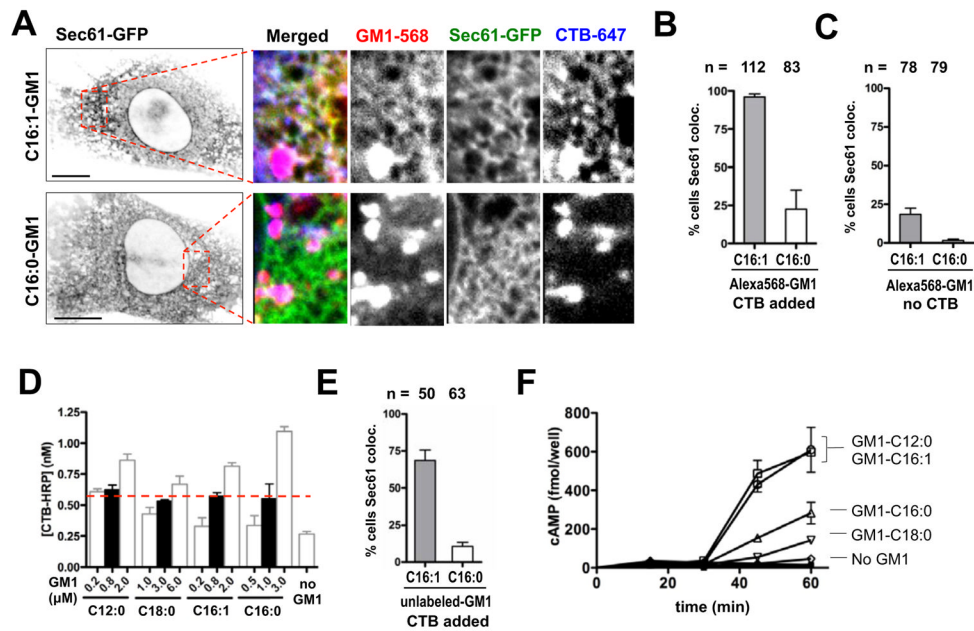 A
Sec61-GFP
Merged
GM1-568
Sec61-GFP
CTB-647
C16:1-GM1
C16:0-GM1
B
n = 112 83
% cells Sec61 coloc.
100
75
50
25
0
C16:1 C16:0
Alexa568-GM1
CTB added
C
n = 78 79
% cells Sec61 coloc.
100
75
50
25
0
C16:1 C16:0
Alexa568-GM1
no CTB
D
[CTB-HRP] (nM)
1.25
1.00
0.75
0.50
0.25
0.00
GM1 (µM)
0.2 0.8 2.0 1.0 3.0 6.0 0.2 0.8 2.0 0.5 1.0 3.0
no GM1
C12:0 C18:0 C16:1 C16:0
E
n = 50 63
% cells Sec61 coloc.
100
75
50
25
0
C16:1 C16:0
unlabeled-GM1
CTB added
F
cAMP (fmol/well)
800
600
400
200
0
0 20 40 60
time (min)
GM1-C12:0
GM1-C16:1
GM1-C16:0
GM1-C18:0
No GM1